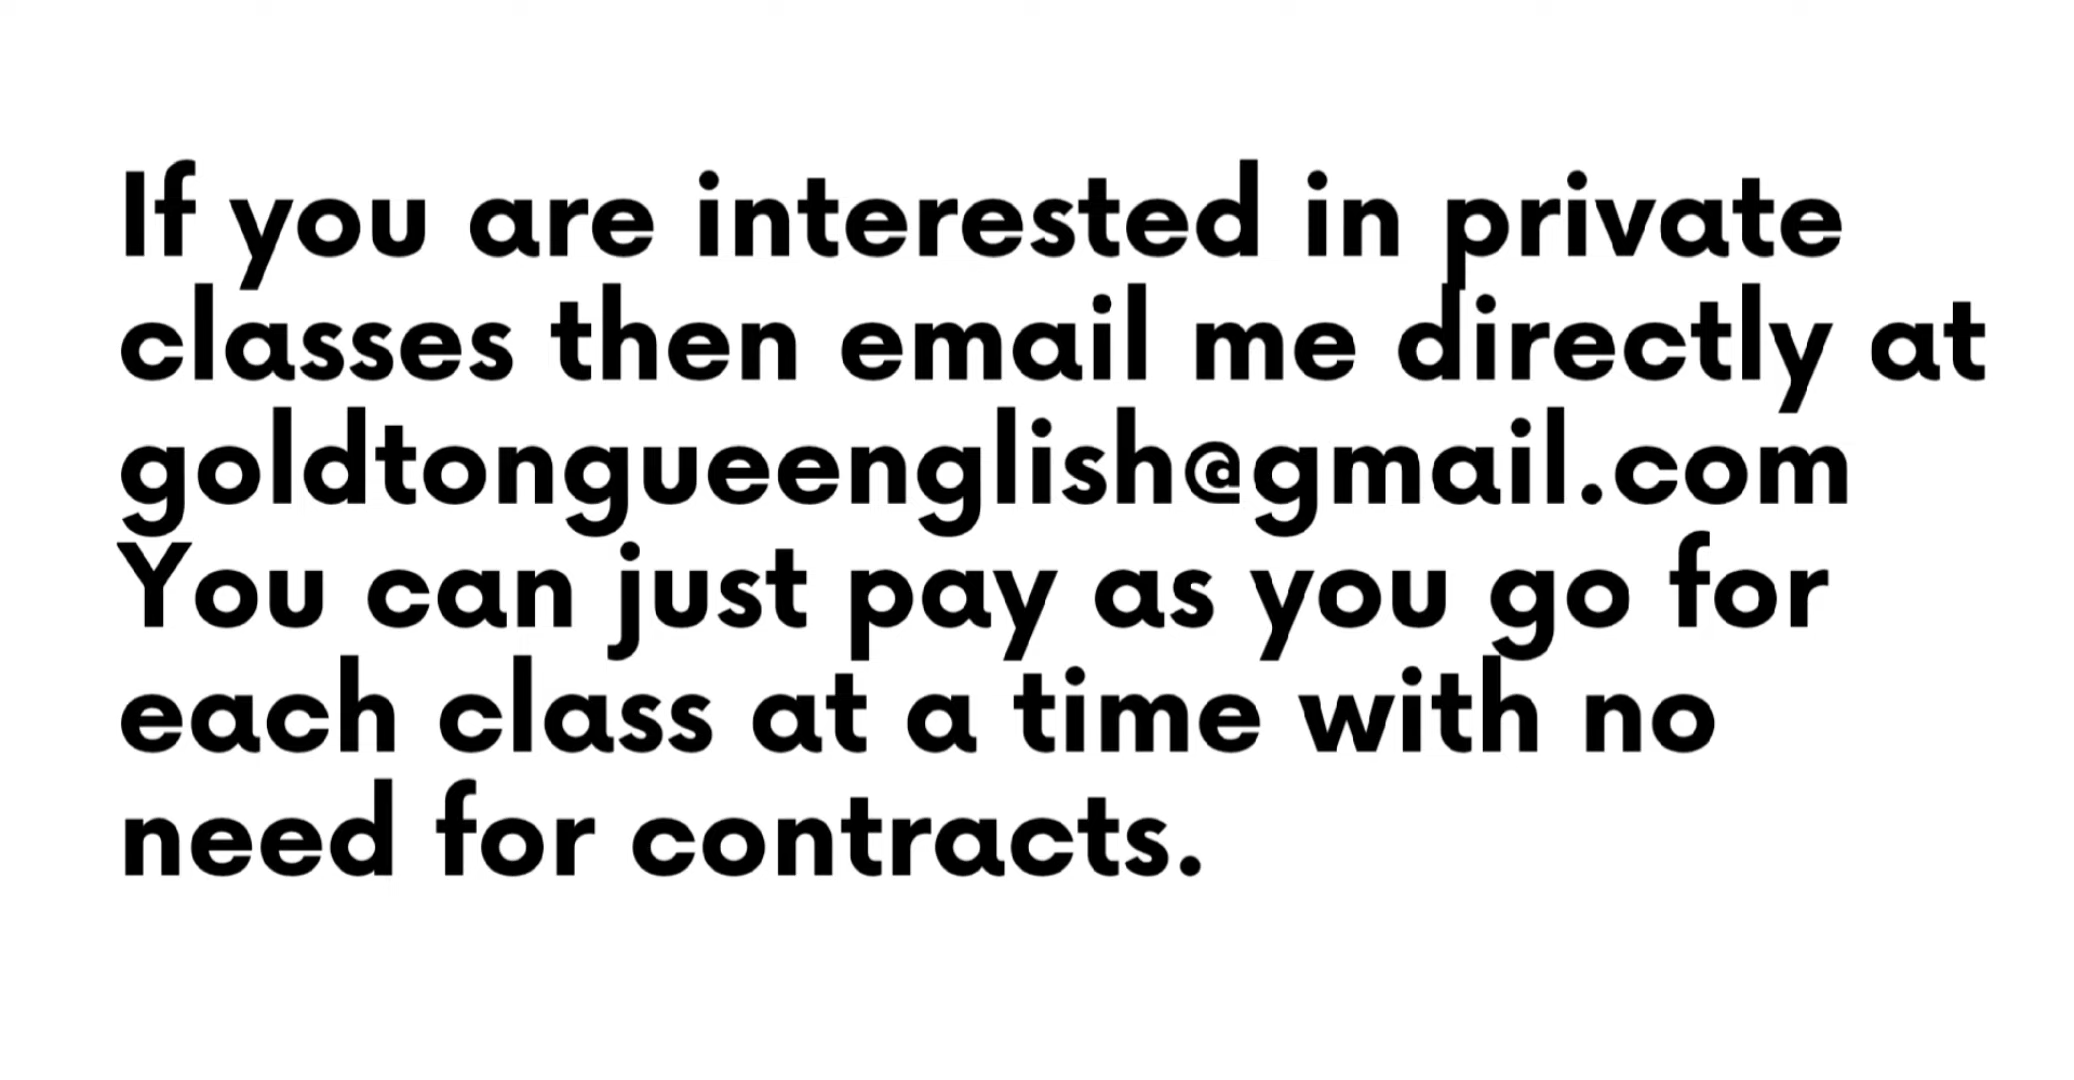 If you are interested in private
classes then email me directly at
goldtongueenglish@gmail.com
You can just pay as you go for
each class at a time with no
need for contracts.